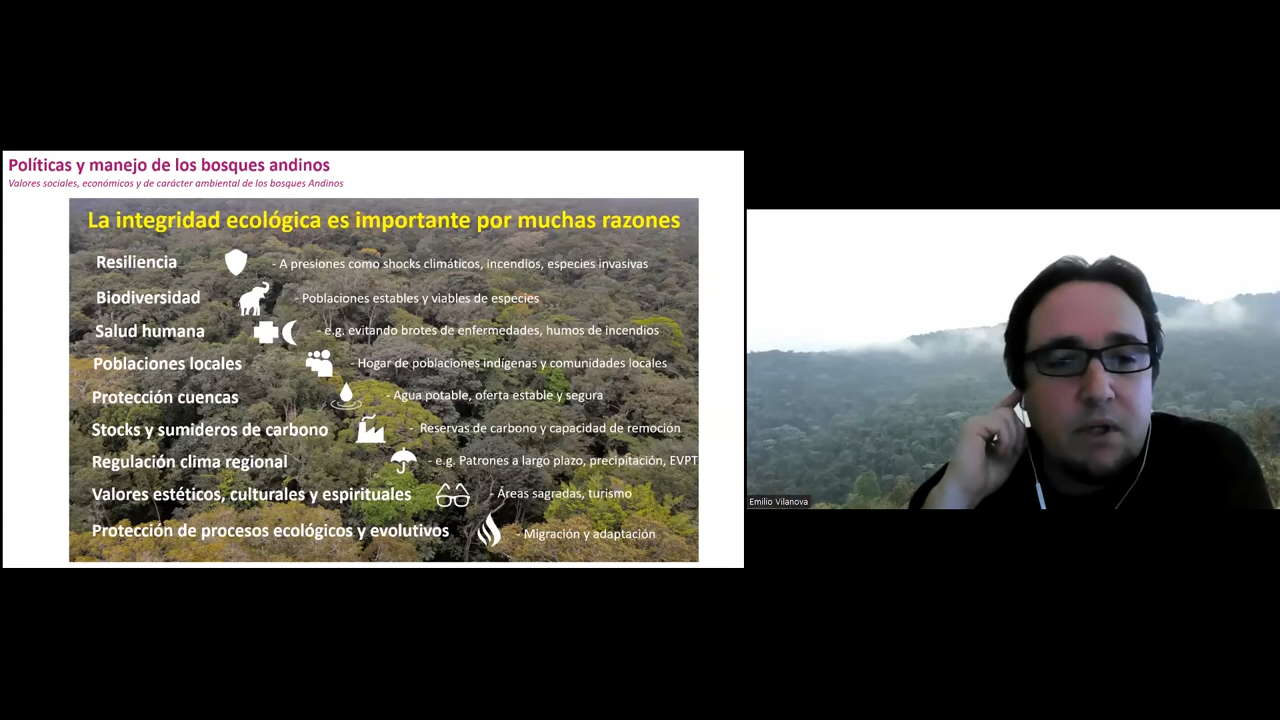 Políticas y manejo de los bosques andinos
Valores sociales, económicos y de carácter ambiental de los bosques Andinos
La integridad ecológica es importante por muchas razones
Resiliencia - A presiones como shocks climáticos, incendios, especies invasivas
Biodiversidad - Poblaciones estables y viables de especies
Salud humana - e.g. evitando brotes de enfermedades, humos de incendios
Poblaciones locales - Hogar de poblaciones indígenas y comunidades locales
Protección cuencas - Agua potable, oferta estable y segura
Stocks y sumideros de carbono - Reservas de carbono y capacidad de remoción
Regulación clima regional - e.g. Patrones a largo plazo, precipitación, EVPT
Valores estéticos, culturales y espirituales - Áreas sagradas, turismo
Protección de procesos ecológicos y evolutivos - Migración y adaptación
Emilio Vilanova